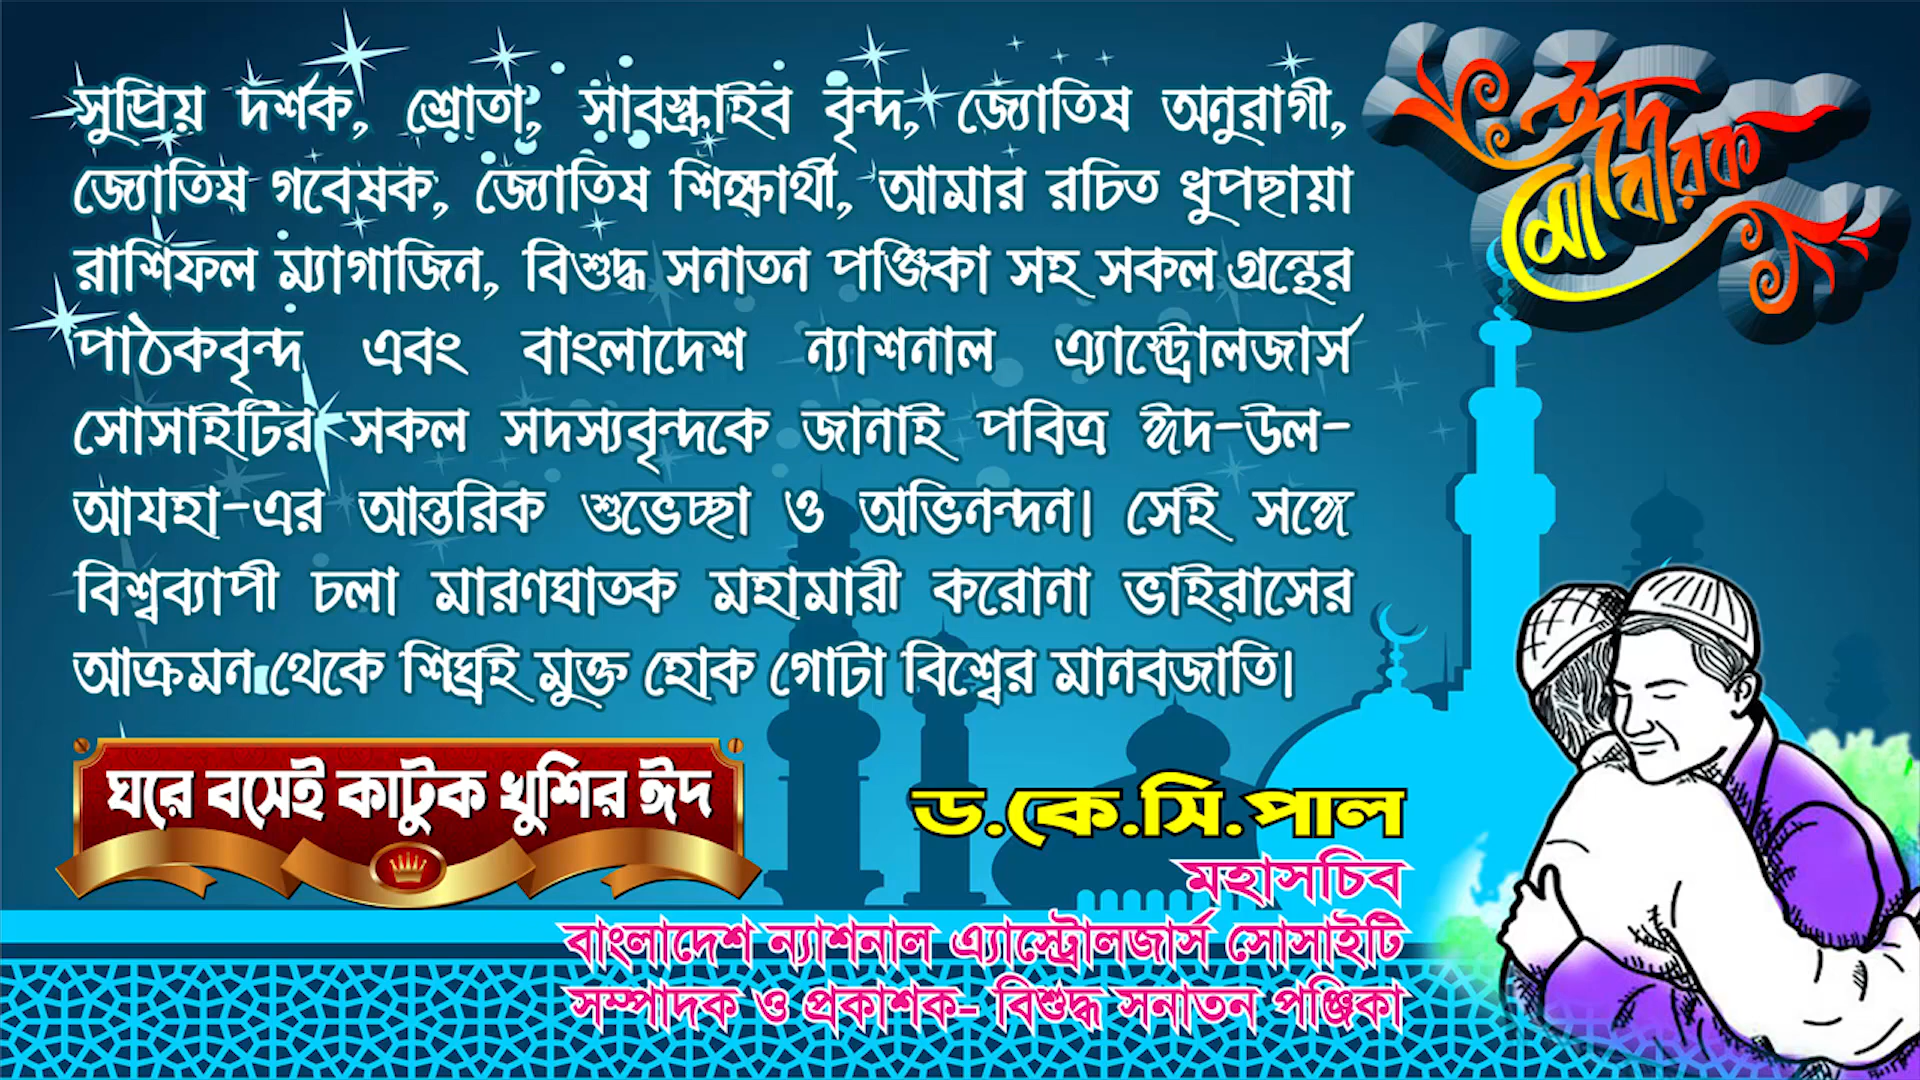 সুপ্রিয় দর্শক, শ্রোতা, সাবস্ক্রাইব বৃন্দ, জ্যোতিষ অনুরাগী,
জ্যোতিষ গবেষক, জ্যোতিষ শিক্ষার্থী, আমার রচিত ধুপছায়া
রাশিফল ম্যাগাজিন, বিশুদ্ধ সনাতন পঞ্জিকা সহ সকল গ্রন্থের
পাঠকবৃন্দ এবং বাংলাদেশ ন্যাশনাল এ্যাস্ট্রোলজার্স
সোসাইটির সকল সদস্যবৃন্দকে জানাই পবিত্র ঈদ-উল-
আযহা-এর আন্তরিক শুভেচ্ছা ও অভিনন্দন। সেই সঙ্গে
বিশ্বব্যাপী চলা মারণঘাতক মহামারী করোনা ভাইরাসের
আক্রমন থেকে শিঘ্রই মুক্ত হোক গোটা বিশ্বের মানবজাতি।
ঈদ
মোবারক
ঘরে বসেই কাটুক খুশির ঈদ
ড.কে.সি.পাল
মহাসচিব
বাংলাদেশ ন্যাশনাল এ্যাস্ট্রোলজার্স সোসাইটি
সম্পাদক ও প্রকাশক- বিশুদ্ধ সনাতন পঞ্জিকা